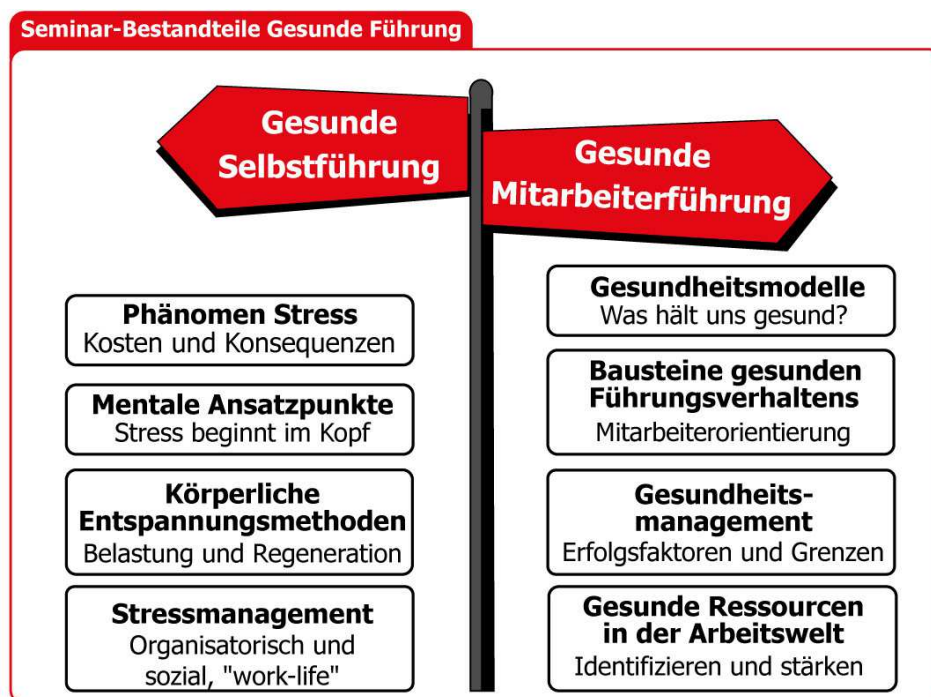 Seminar-Bestandteile Gesunde Führung
Gesunde
Selbstführung
Gesunde
Mitarbeiterführung
Phänomen Stress
Kosten und Konsequenzen
Mentale Ansatzpunkte
Stress beginnt im Kopf
Körperliche
Entspannungsmethoden
Belastung und Regeneration
Stressmanagement
Organisatorisch und
sozial, "work-life"
Gesundheitsmodelle
Was hält uns gesund?
Bausteine gesunden
Führungsverhaltens
Mitarbeiterorientierung
Gesundheits-
management
Erfolgsfaktoren und Grenzen
Gesunde Ressourcen
in der Arbeitswelt
Identifizieren und stärken